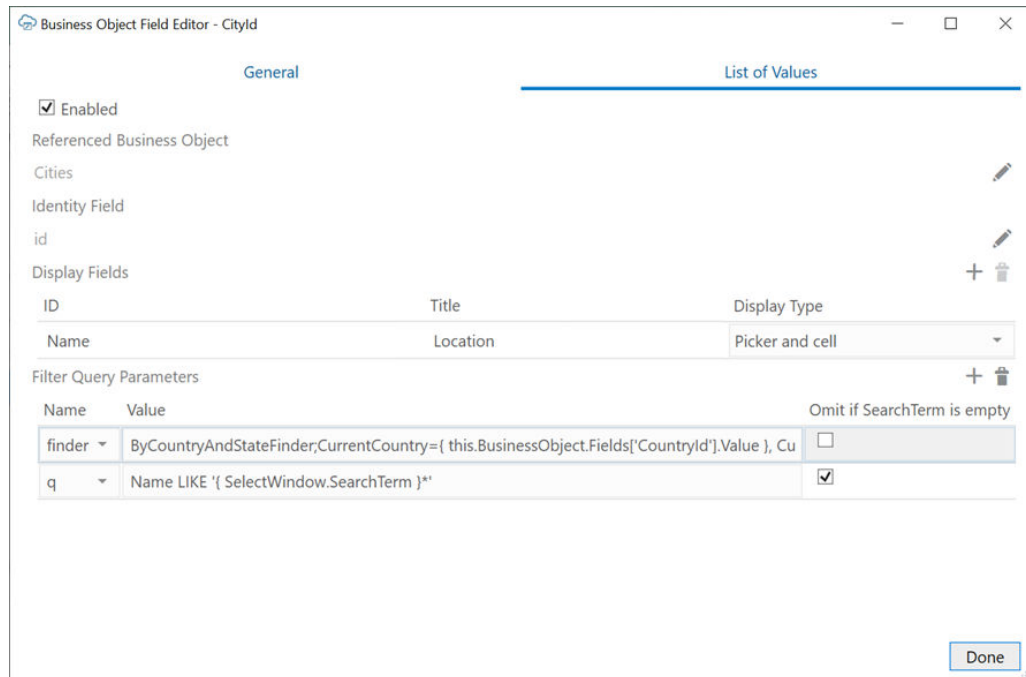 Business Object Field Editor - CityId
General List of Values
Enabled
Referenced Business Object
Cities
Identity Field
id
Display Fields
ID Title Display Type
Name Location Picker and cell
Filter Query Parameters
Name Value Omit if SearchTerm is empty
finder ByCountryAndStateFinder;CurrentCountry={ this.BusinessObject.Fields['CountryId'].Value }, Cu
q Name LIKE '{ SelectWindow.SearchTerm }*'
Done